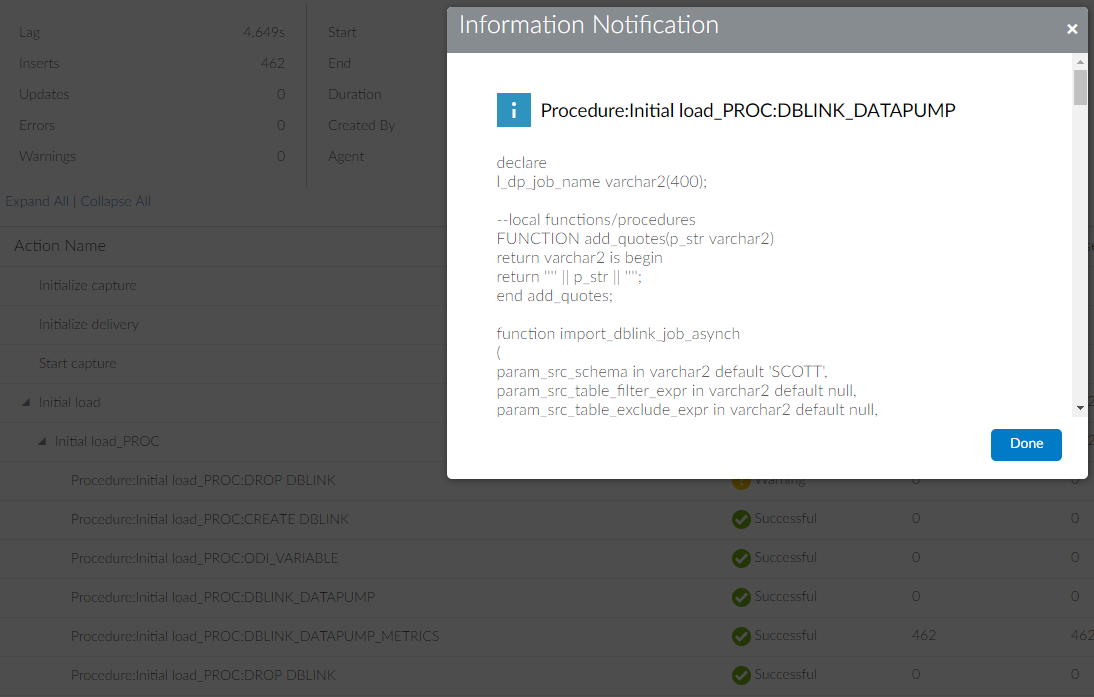 Information Notification
×
Procedure:Initial load_PROC:DBLINK_DATAPUMP
declare
l_dp_job_name varchar2(400);
--local functions/procedures
FUNCTION add_quotes(p_str varchar2)
return varchar2 is begin
return '''' || p_str || '''';
end add_quotes;
function import_dblink_job_asynch
(
param_src_schema in varchar2 default 'SCOTT',
param_src_table_filter_expr in varchar2 default null,
param_src_table_exclude_expr in varchar2 default null,
Done
Lag 4.649s Start
Inserts 462 End
Updates 0 Duration
Errors 0 Created By
Warnings 0 Agent
Expand All | Collapse All
Action Name
Initialize capture
Initialize delivery
Start capture
Initial load
Initial load_PROC
Procedure:Initial load_PROC:DROP DBLINK Warning 0 0
Procedure:Initial load_PROC:CREATE DBLINK Successful 0 0
Procedure:Initial load_PROC:ODI_VARIABLE Successful 0 0
Procedure:Initial load_PROC:DBLINK_DATAPUMP Successful 0 0
Procedure:Initial load_PROC:DBLINK_DATAPUMP_METRICS Successful 462 462
Procedure:Initial load_PROC:DROP DBLINK Successful 0 0